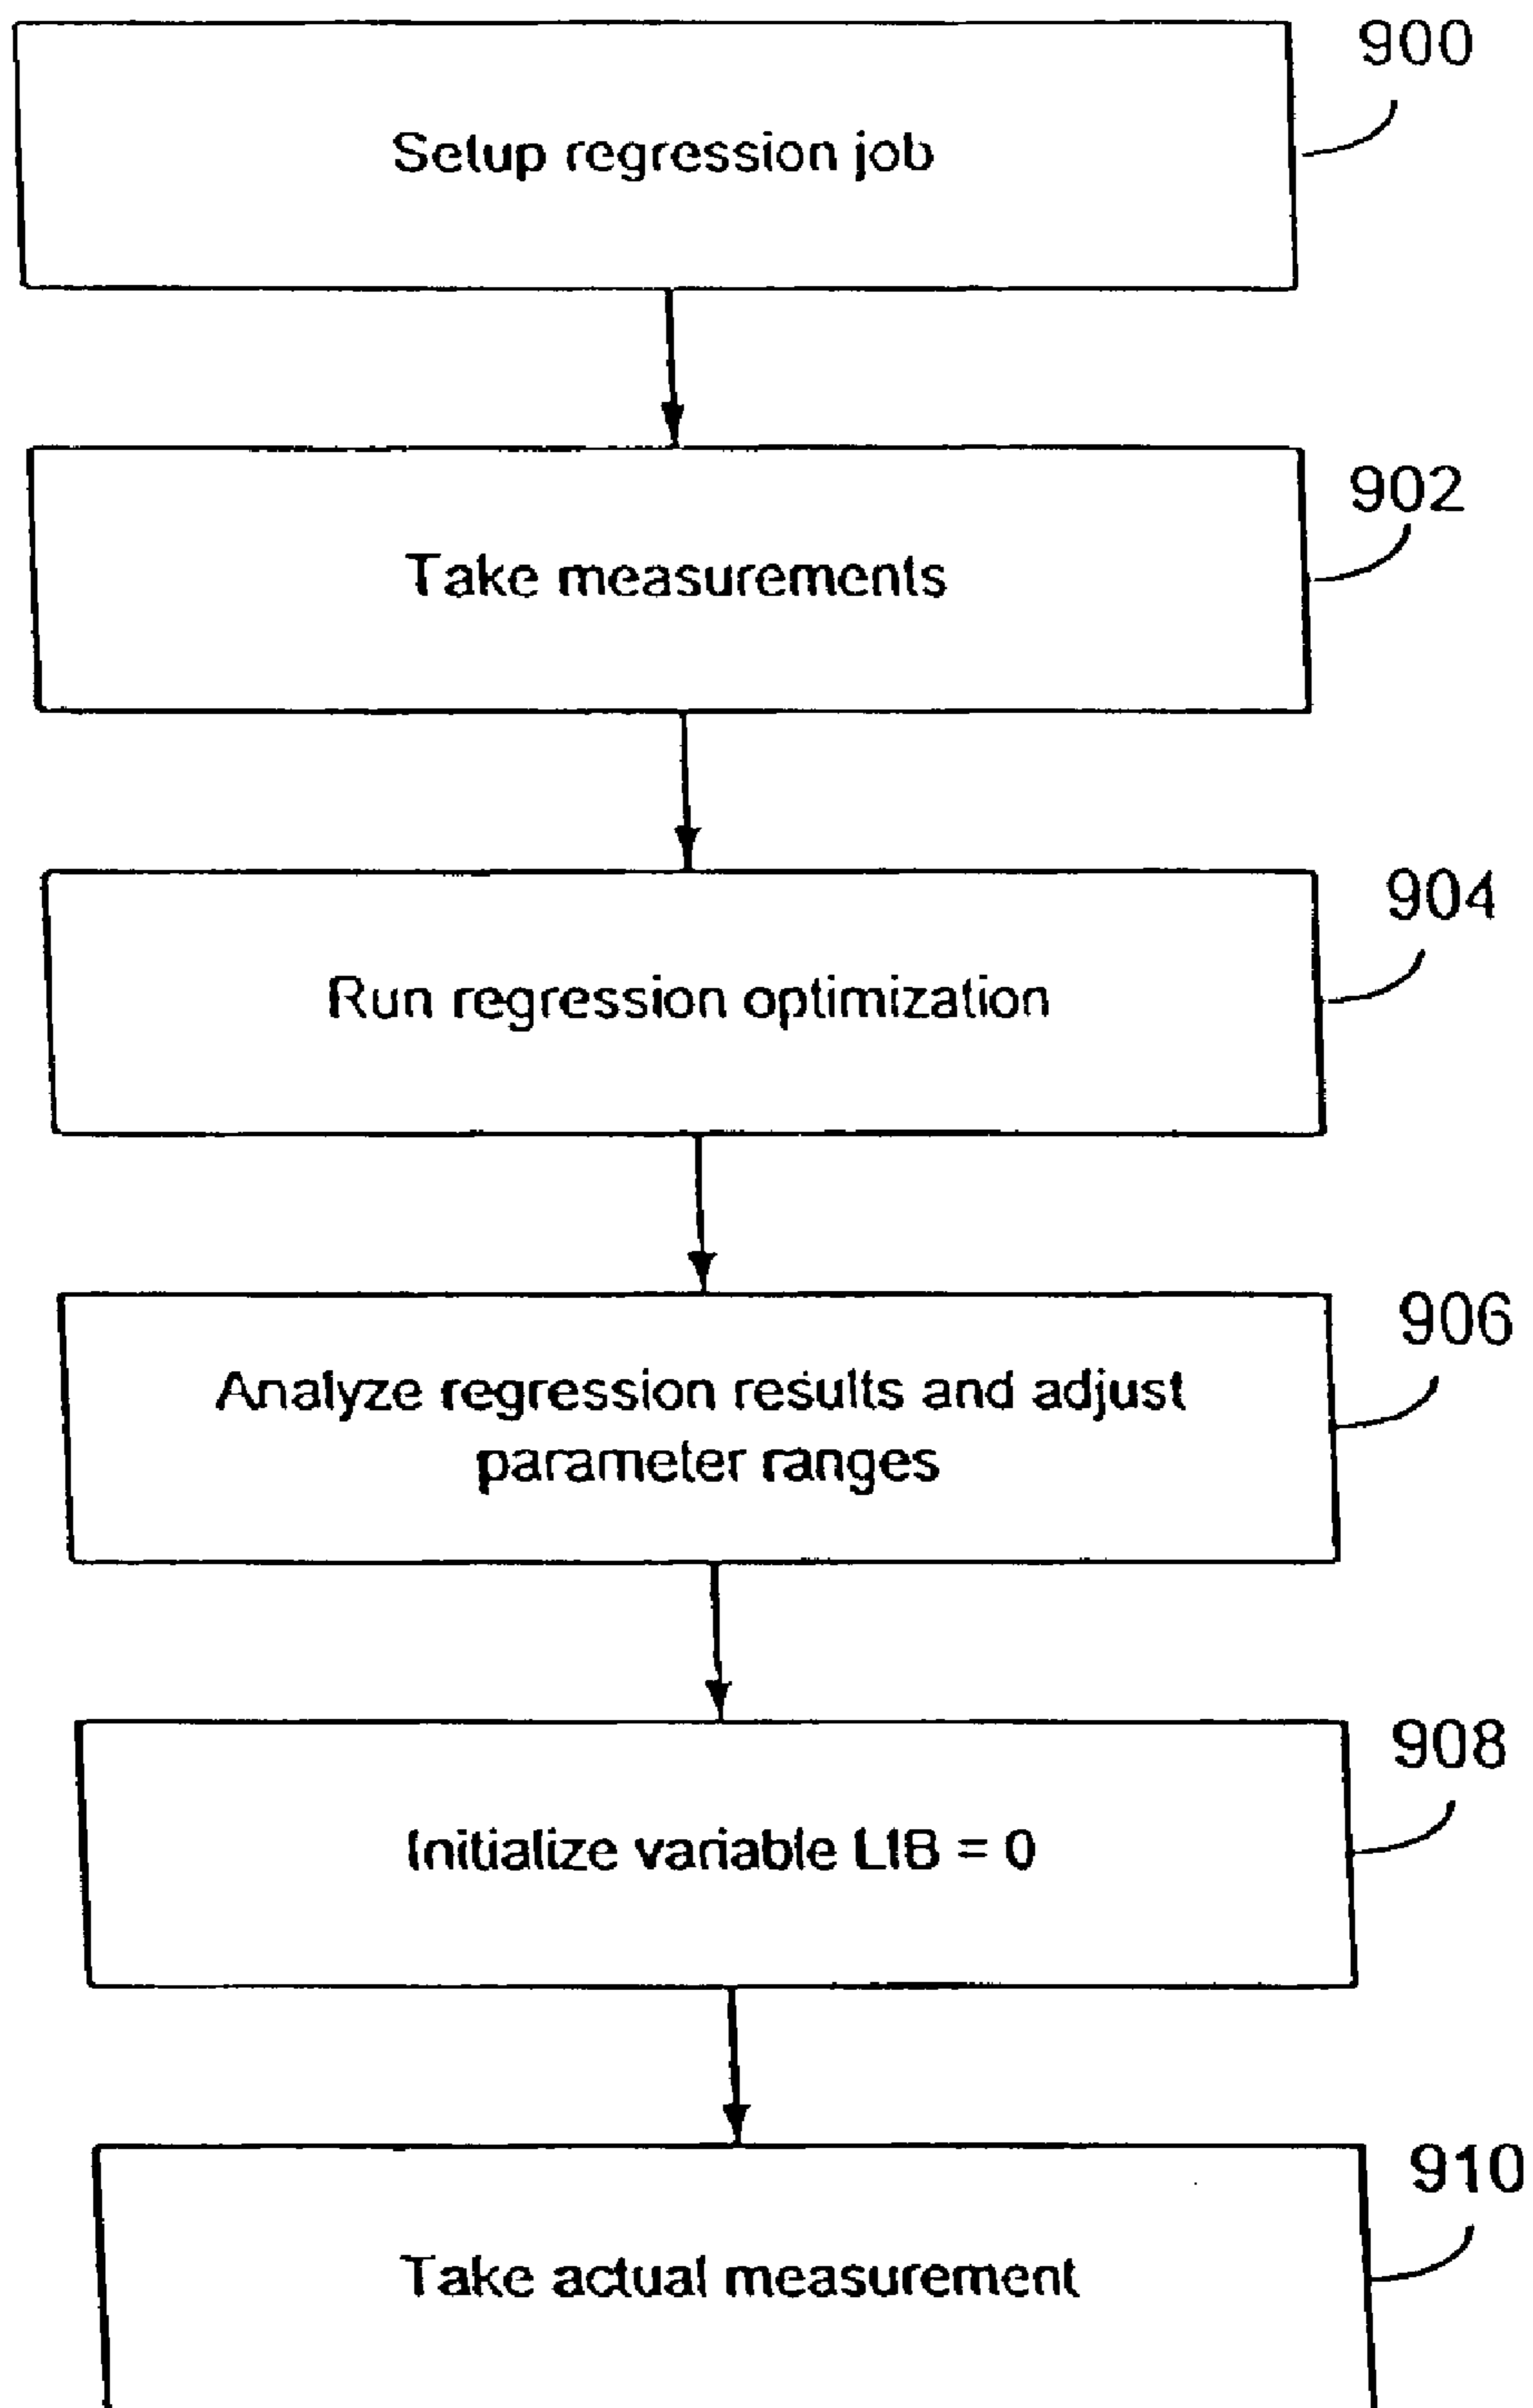 900
Setup regression job
902
Take measurements
904
Run regression optimization
906
Analyze regression results and adjust
parameter ranges
908
Initialize variable LIB = 0
910
Take actual measurement